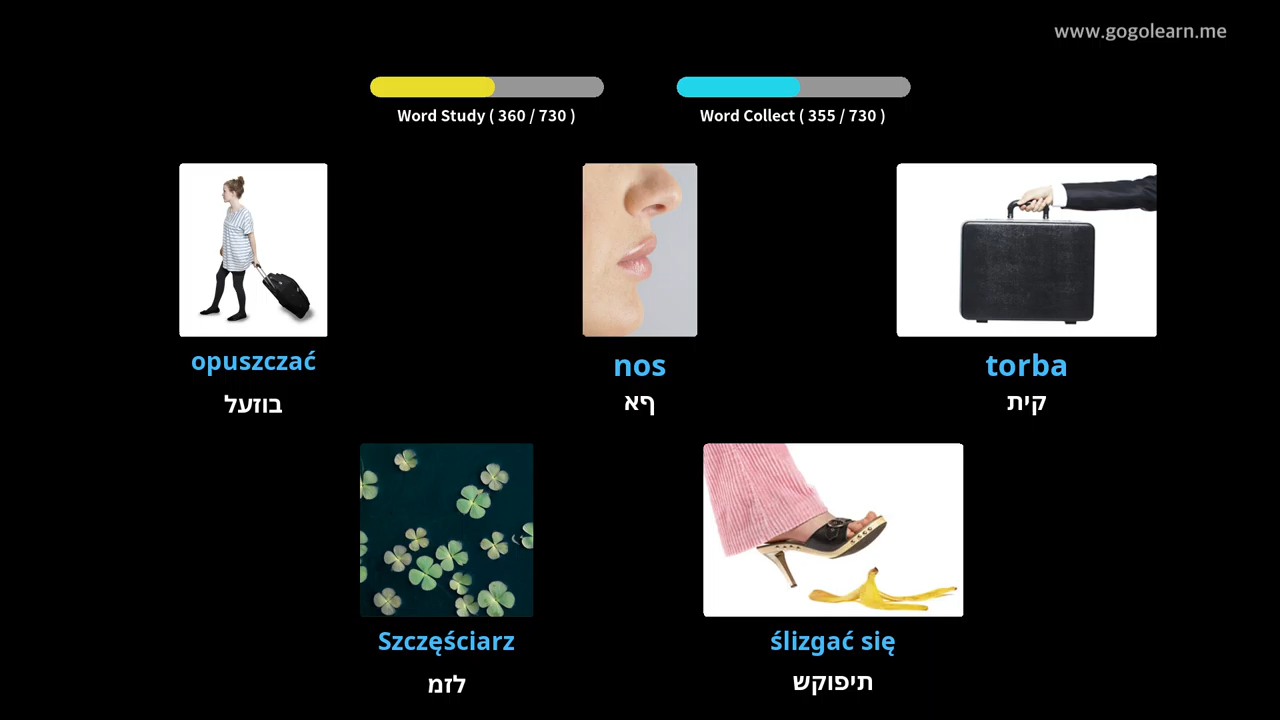 www.gogolearn.me
Word Study ( 360 / 730 )
Word Collect ( 355 / 730 )
opuszczać
לעזוב
nos
אף
torba
תיק
Szczęściarz
מזל
ślizgać się
שקופית